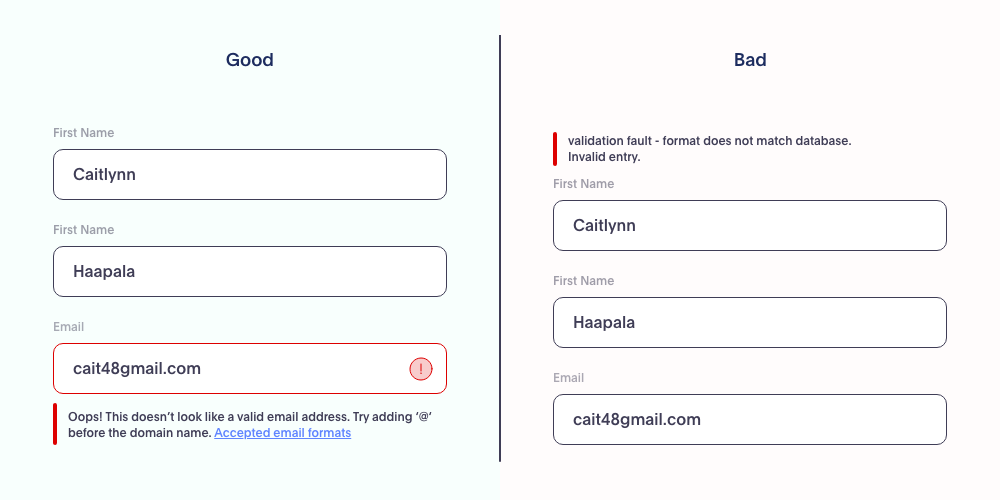 Good
First Name
Caitlynn
First Name
Haapala
Email
cait48gmail.com
!
Oops! This doesn’t look like a valid email address. Try adding ‘@‘
before the domain name. Accepted email formats
Bad
validation fault - format does not match database.
Invalid entry.
First Name
Caitlynn
First Name
Haapala
Email
cait48gmail.com